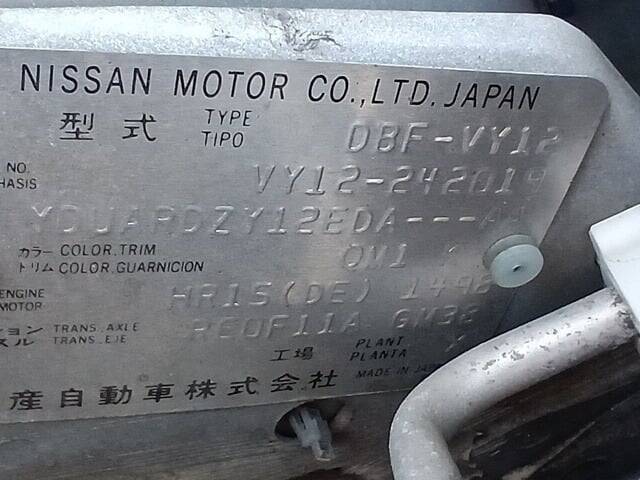 NISSAN MOTOR CO.,LTD. JAPAN
型式 TYPE TIPO DBF-VY12
NO. HASIS VY12-242019
YDUARDZY12EDA---AA
カラー COLOR,TRIM
トリム COLOR,GUARNICION QM1
ENGINE MOTOR HR15(DE) 1498
ション TRANS. AXLE
スル TRANS. EJE RE0F11A GM38
工場 PLANT PLANTA X
産自動車株式会社 MADE IN JAPAN